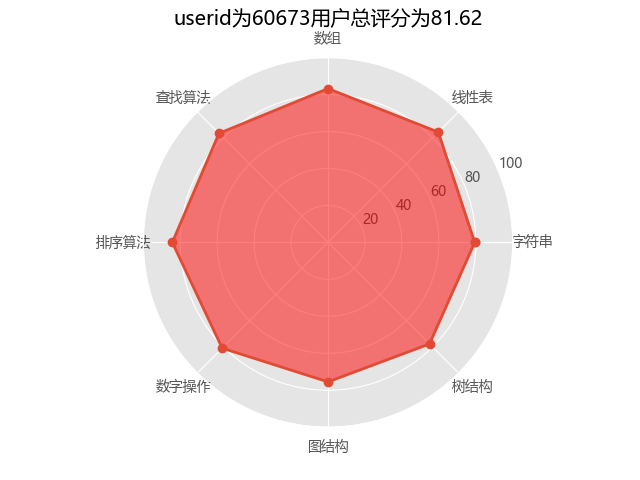 userid为60673用户总评分为81.62
数组
查找算法
线性表
100
80
60
40
20
排序算法
字符串
数字操作
树结构
图结构